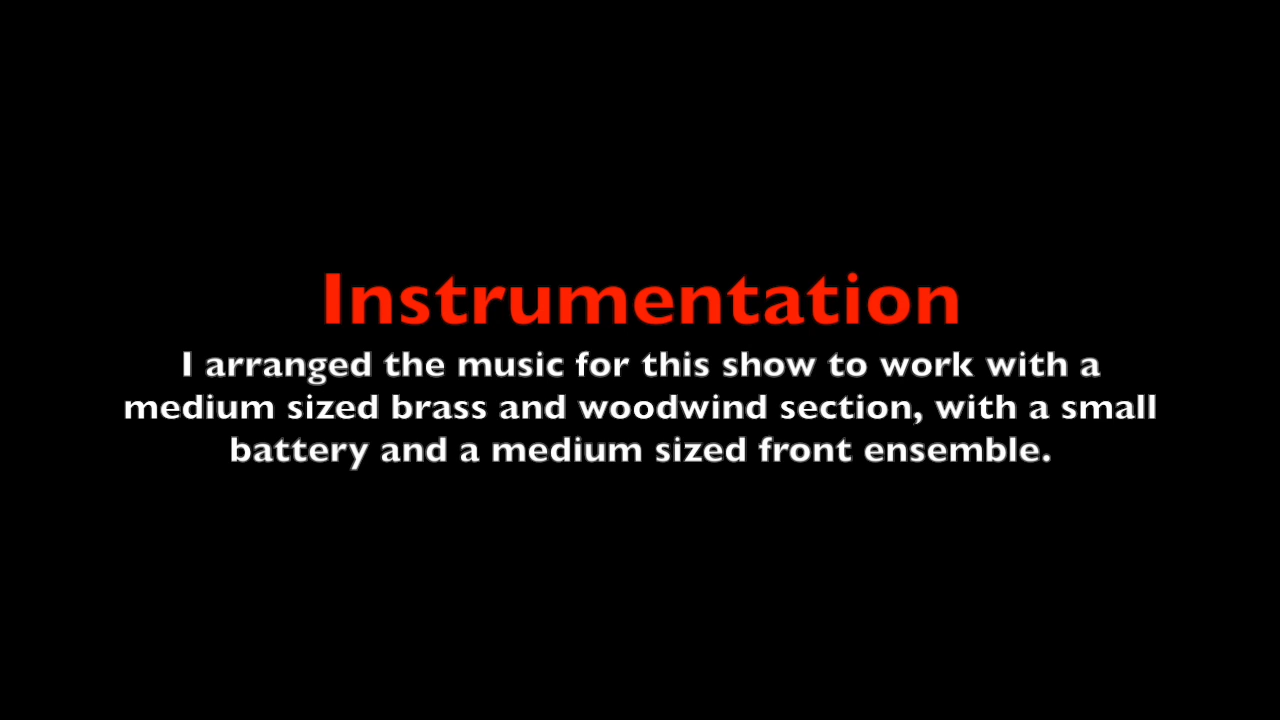 Instrumentation
I arranged the music for this show to work with a
medium sized brass and woodwind section, with a small
battery and a medium sized front ensemble.